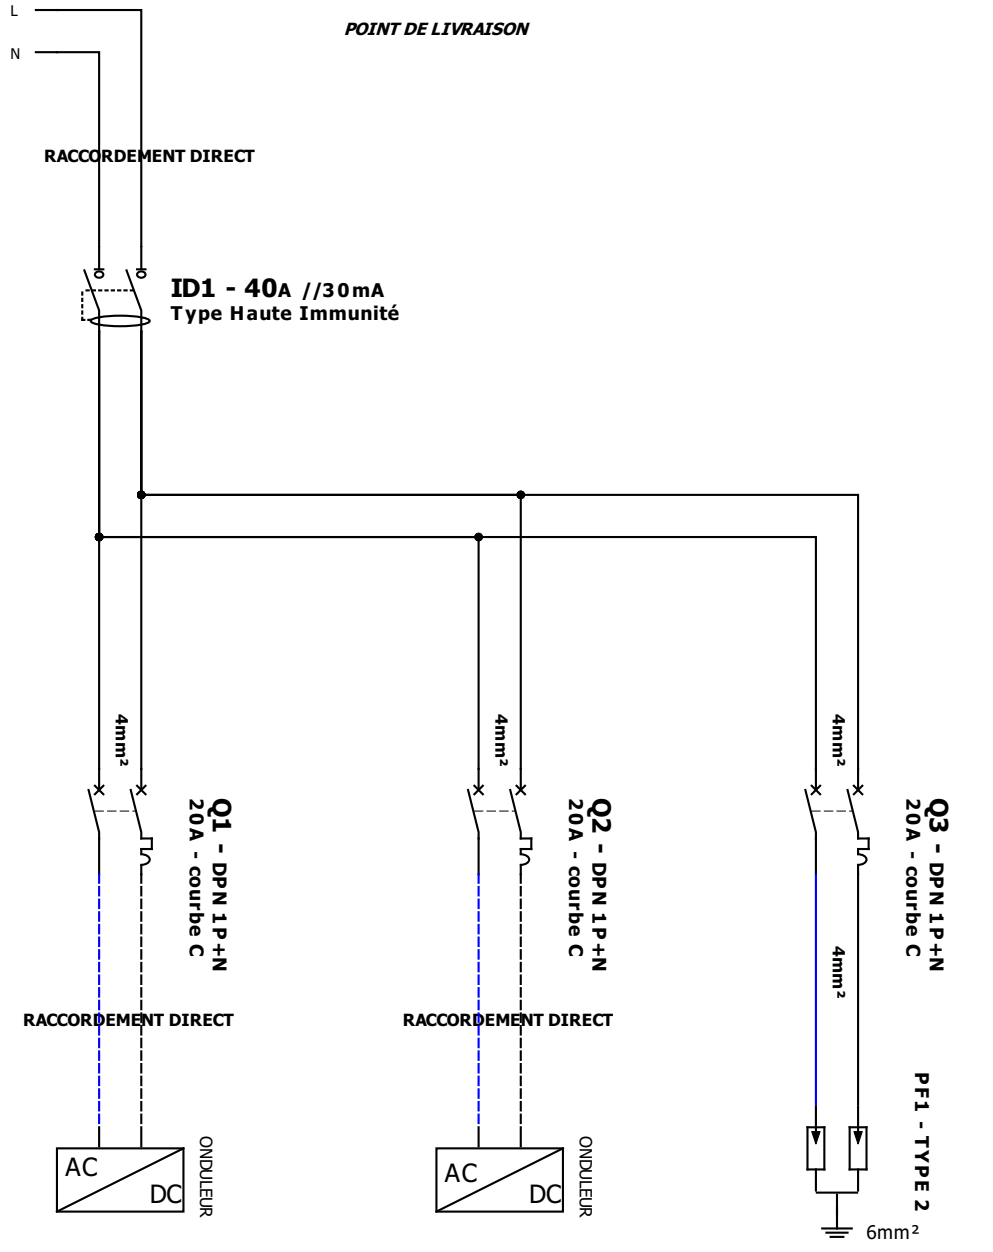 L
POINT DE LIVRAISON
N
RACCORDEMENT DIRECT
ID1 - 40A //30mA
Type Haute Immunité
4mm²
4mm²
4mm²
Q1 - DPN 1P+N
20A - courbe C
Q2 - DPN 1P+N
20A - courbe C
Q3 - DPN 1P+N
20A - courbe C
4mm²
RACCORDEMENT DIRECT
RACCORDEMENT DIRECT
PF1 - TYPE 2
AC
DC
ONDULEUR
AC
DC
ONDULEUR
6mm²